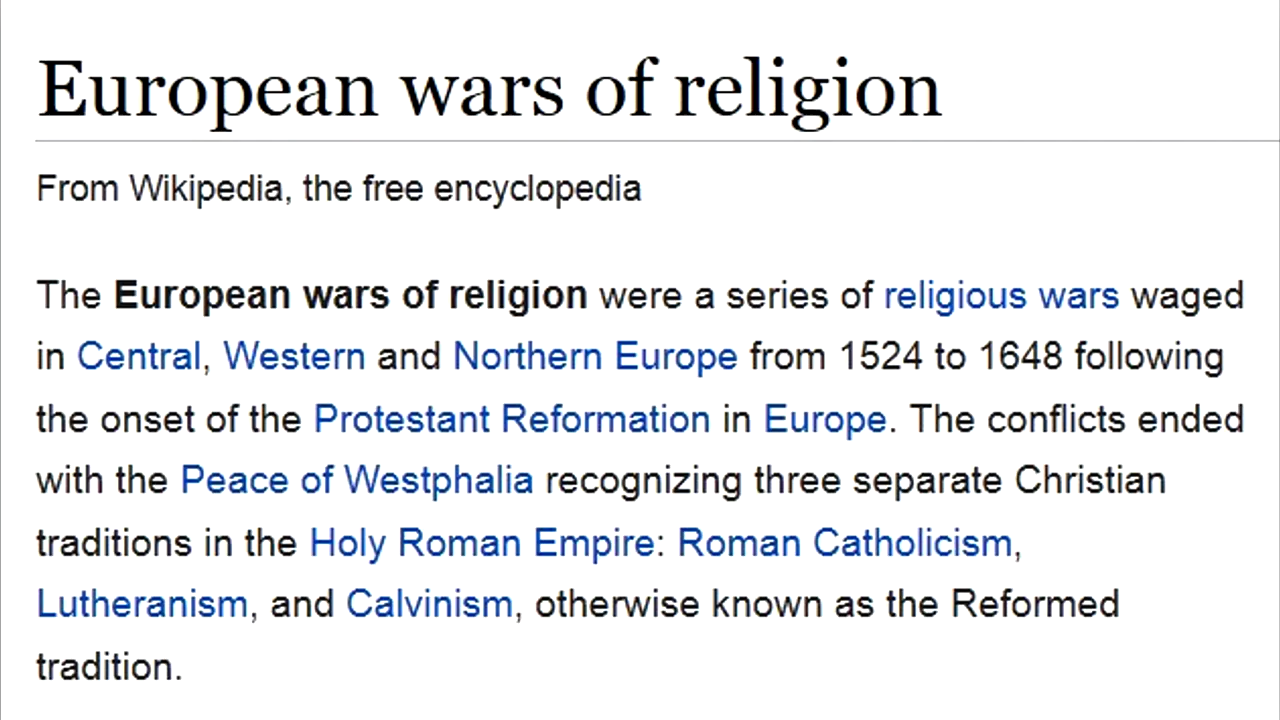 European wars of religion
From Wikipedia, the free encyclopedia
The European wars of religion were a series of religious wars waged
in Central, Western and Northern Europe from 1524 to 1648 following
the onset of the Protestant Reformation in Europe. The conflicts ended
with the Peace of Westphalia recognizing three separate Christian
traditions in the Holy Roman Empire: Roman Catholicism,
Lutheranism, and Calvinism, otherwise known as the Reformed
tradition.